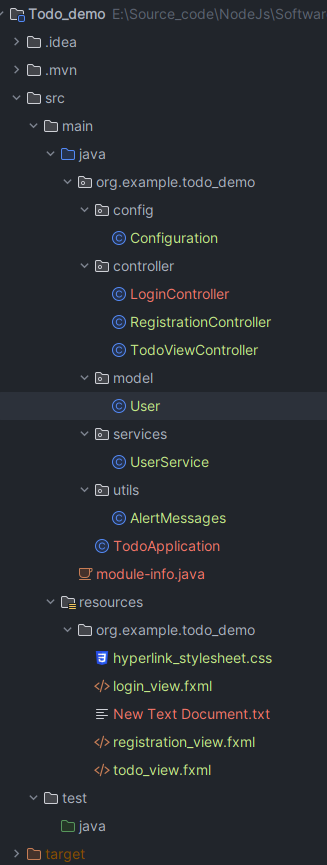 Todo_demo E:\Source_code\NodeJs\Softwar
.idea
.mvn
src
main
java
org.example.todo_demo
config
Configuration
controller
LoginController
RegistrationController
TodoViewController
model
User
services
UserService
utils
AlertMessages
TodoApplication
module-info.java
resources
org.example.todo_demo
hyperlink_stylesheet.css
login_view.fxml
New Text Document.txt
registration_view.fxml
todo_view.fxml
test
java
target